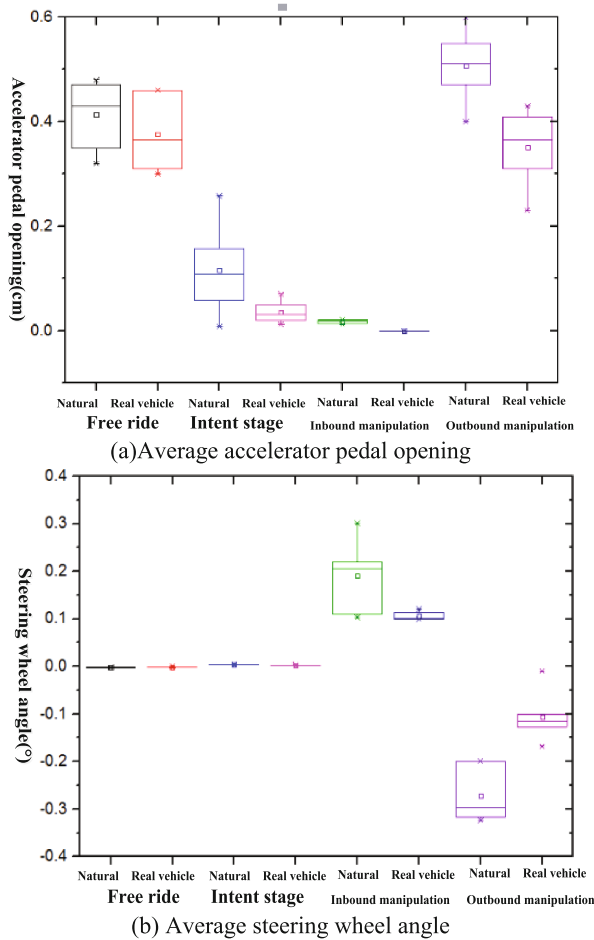 0.6
0.4
0.2
0.0
Accelerator pedal opening(cm)
Natural Real vehicle Natural Real vehicle Natural Real vehicle Natural Real vehicle
Free ride Intent stage Inbound manipulation Outbound manipulation
(a)Average accelerator pedal opening
0.4
0.3
0.2
0.1
0.0
-0.1
-0.2
-0.3
-0.4
Steering wheel angle(°)
Natural Real vehicle Natural Real vehicle Natural Real vehicle Natural Real vehicle
Free ride Intent stage Inbound manipulation Outbound manipulation
(b) Average steering wheel angle